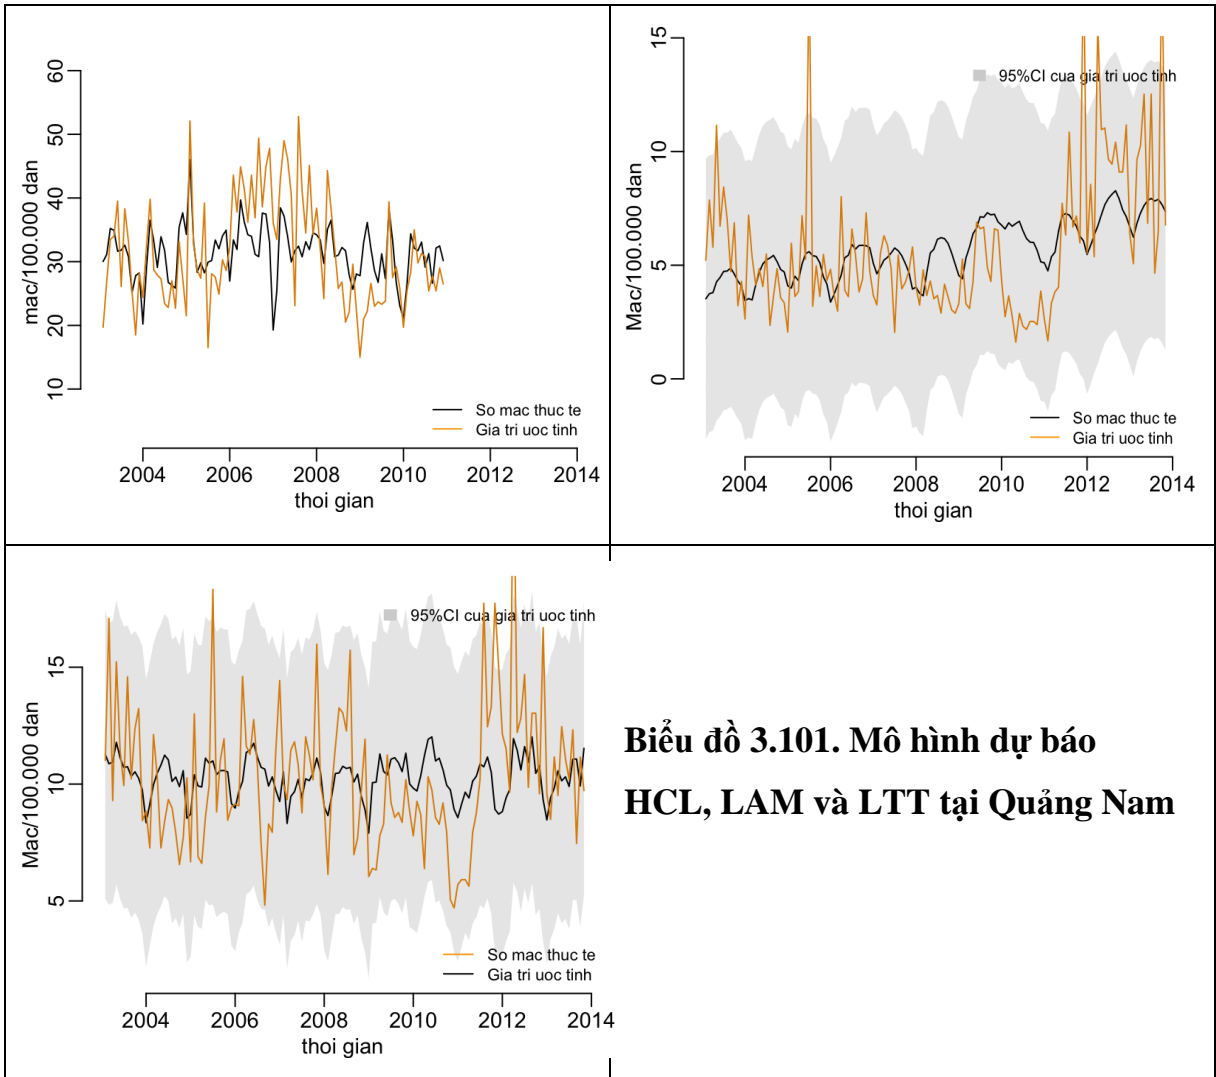 60
50
40
30
20
10
mac/100.000 dan
So mac thuc te
Gia tri uoc tinh
2004 2006 2008 2010 2012 2014
thoi gian
15
10
5
0
Mac/100.000 dan
95%CI cua gia tri uoc tinh
So mac thuc te
Gia tri uoc tinh
2004 2006 2008 2010 2012 2014
thoi gian
15
10
5
Mac/100.000 dan
95%CI cua gia tri uoc tinh
So mac thuc te
Gia tri uoc tinh
2004 2006 2008 2010 2012 2014
thoi gian
Biểu đồ 3.101. Mô hình dự báo
HCL, LAM và LTT tại Quảng Nam